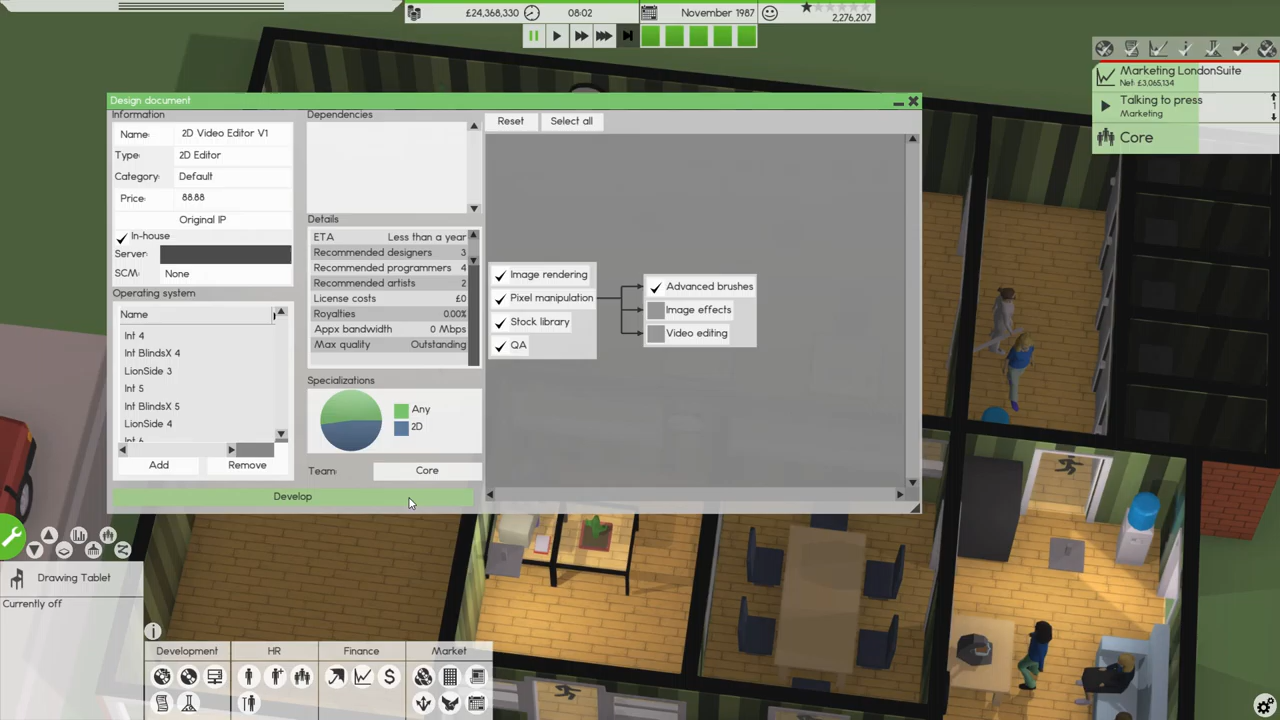 £24,368,330
08-02
November 1987
2,276,207
Marketing LondonSuite
Net: £3,065,134
Talking to press
Marketing
Core
Design document
Information
Name: 2D Video Editor V1
Type: 2D Editor
Category: Default
Price: 88.88
Original IP
In-house
Server:
SCM: None
Operating system
Name
Int 4
Int BlindsX 4
LionSide 3
Int 5
Int BlindsX 5
LionSide 4
Int 6
Add Remove
Dependencies
Details
ETA Less than a year
Recommended designers 3
Recommended programmers 4
Recommended artists 2
License costs £0
Royalties 0.00%
Appx bandwidth 0 Mbps
Max quality Outstanding
Specializations
Any
2D
Team: Core
Develop
Reset Select all
Image rendering
Pixel manipulation
Stock library
QA
Advanced brushes
Image effects
Video editing
Drawing Tablet
Currently off
Development HR Finance Market